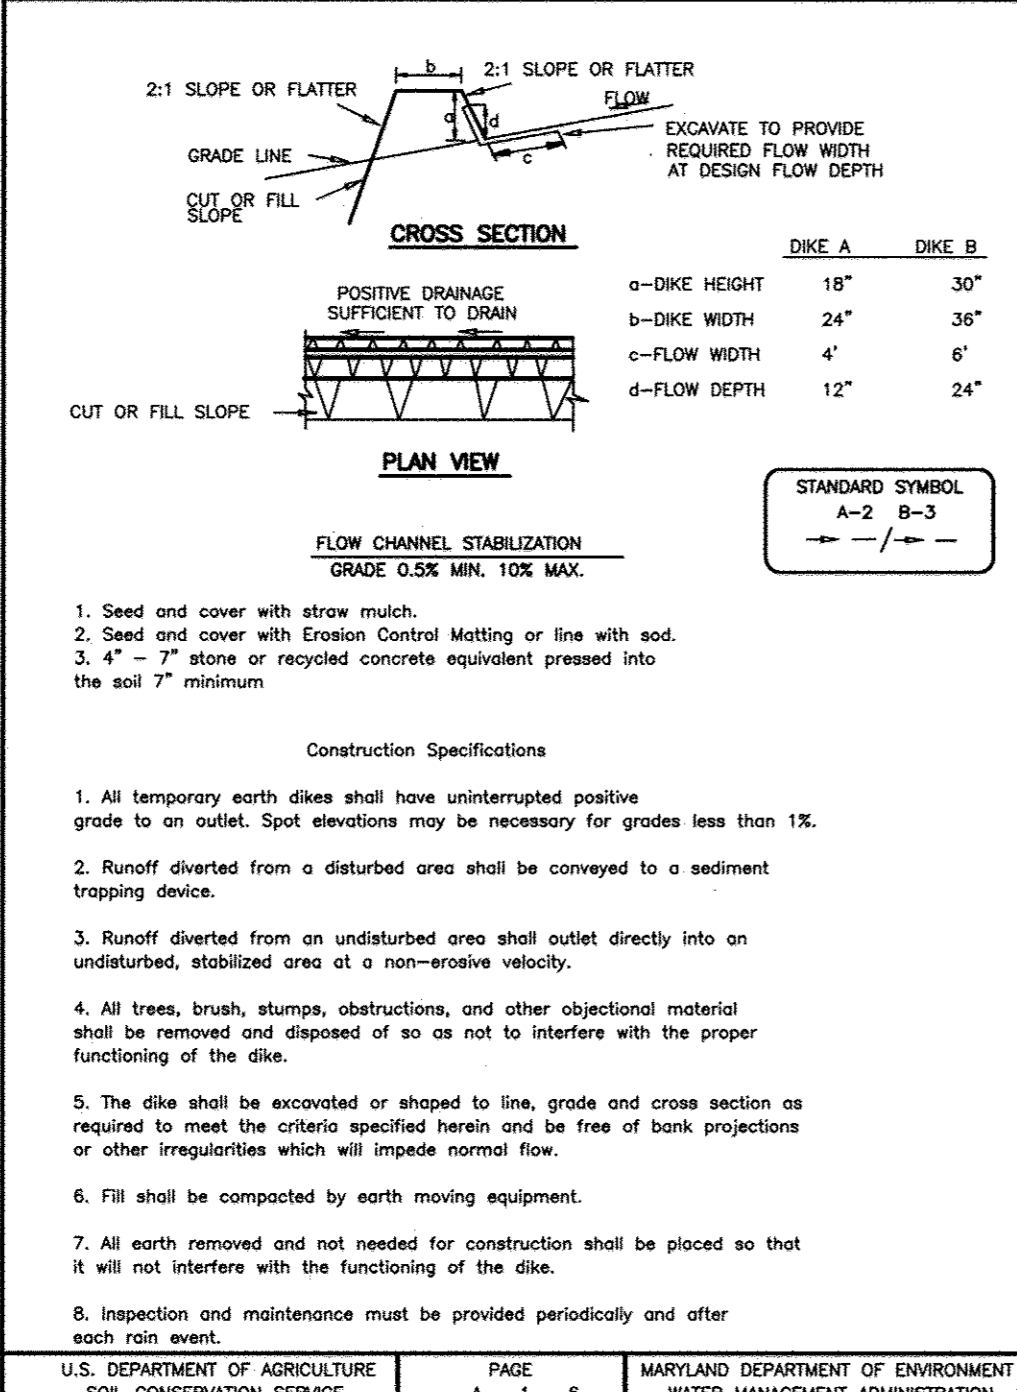 b
2:1 SLOPE OR FLATTER
2:1 SLOPE OR FLATTER
FLOW
a
d
EXCAVATE TO PROVIDE
REQUIRED FLOW WIDTH
AT DESIGN FLOW DEPTH
GRADE LINE
c
CUT OR FILL
SLOPE
CROSS SECTION
DIKE A DIKE B
a-DIKE HEIGHT 18" 30"
b-DIKE WIDTH 24" 36"
c-FLOW WIDTH 4' 6'
d-FLOW DEPTH 12" 24"
POSITIVE DRAINAGE
SUFFICIENT TO DRAIN
CUT OR FILL SLOPE
PLAN VIEW
STANDARD SYMBOL
A-2 B-3
FLOW CHANNEL STABILIZATION
GRADE 0.5% MIN. 10% MAX.
1. Seed and cover with straw mulch.
2. Seed and cover with Erosion Control Matting or line with sod.
3. 4" - 7" stone or recycled concrete equivalent pressed into
the soil 7" minimum
Construction Specifications
1. All temporary earth dikes shall have uninterrupted positive
grade to an outlet. Spot elevations may be necessary for grades less than 1%.
2. Runoff diverted from a disturbed area shall be conveyed to a sediment
trapping device.
3. Runoff diverted from an undisturbed area shall outlet directly into an
undisturbed, stabilized area at a non-erosive velocity.
4. All trees, brush, stumps, obstructions, and other objectional material
shall be removed and disposed of so as not to interfere with the proper
functioning of the dike.
5. The dike shall be excavated or shaped to line, grade and cross section as
required to meet the criteria specified herein and be free of bank projections
or other irregularities which will impede normal flow.
6. Fill shall be compacted by earth moving equipment.
7. All earth removed and not needed for construction shall be placed so that
it will not interfere with the functioning of the dike.
8. Inspection and maintenance must be provided periodically and after
each rain event.
U.S. DEPARTMENT OF AGRICULTURE
SOIL CONSERVATION SERVICE
PAGE
A - 1 - 6
MARYLAND DEPARTMENT OF ENVIRONMENT
WATER MANAGEMENT ADMINISTRATION